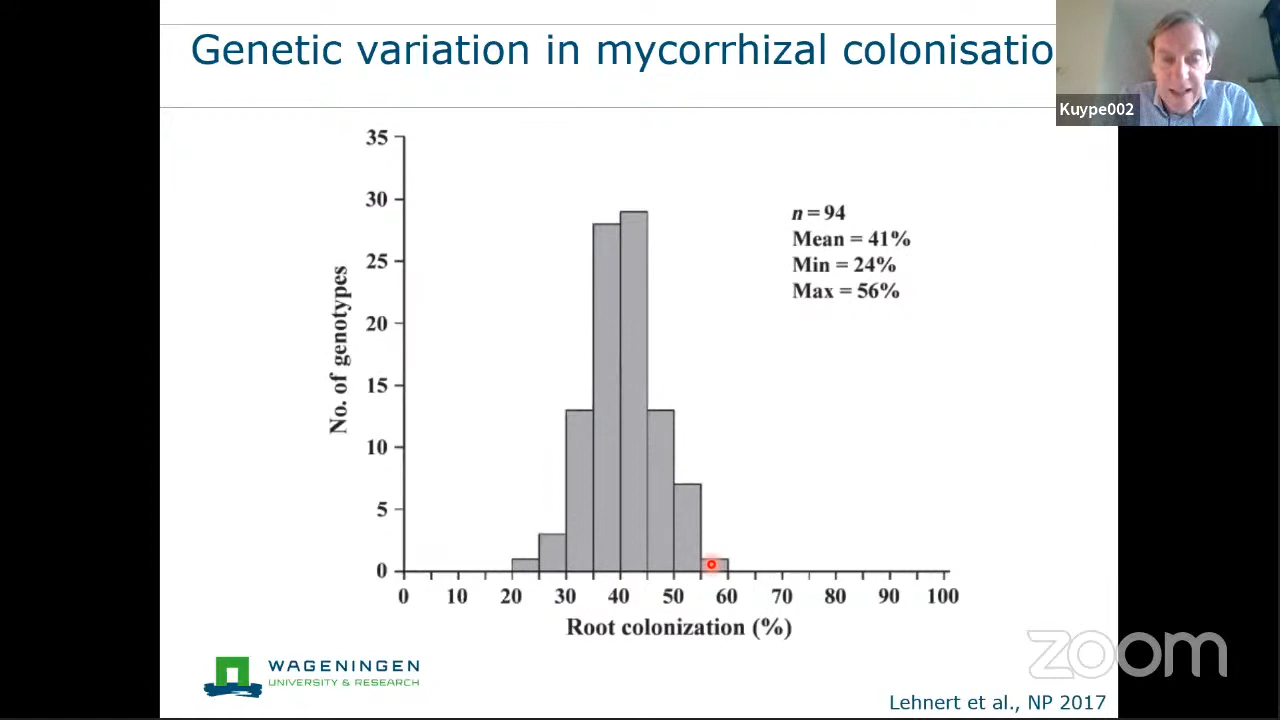 Genetic variation in mycorrhizal colonisatio
Kuype002
35
30
25
20
15
10
5
0
No. of genotypes
n = 94
Mean = 41%
Min = 24%
Max = 56%
0 10 20 30 40 50 60 70 80 90 100
Root colonization (%)
WAGENINGEN
UNIVERSITY & RESEARCH
zoom
Lehnert et al., NP 2017